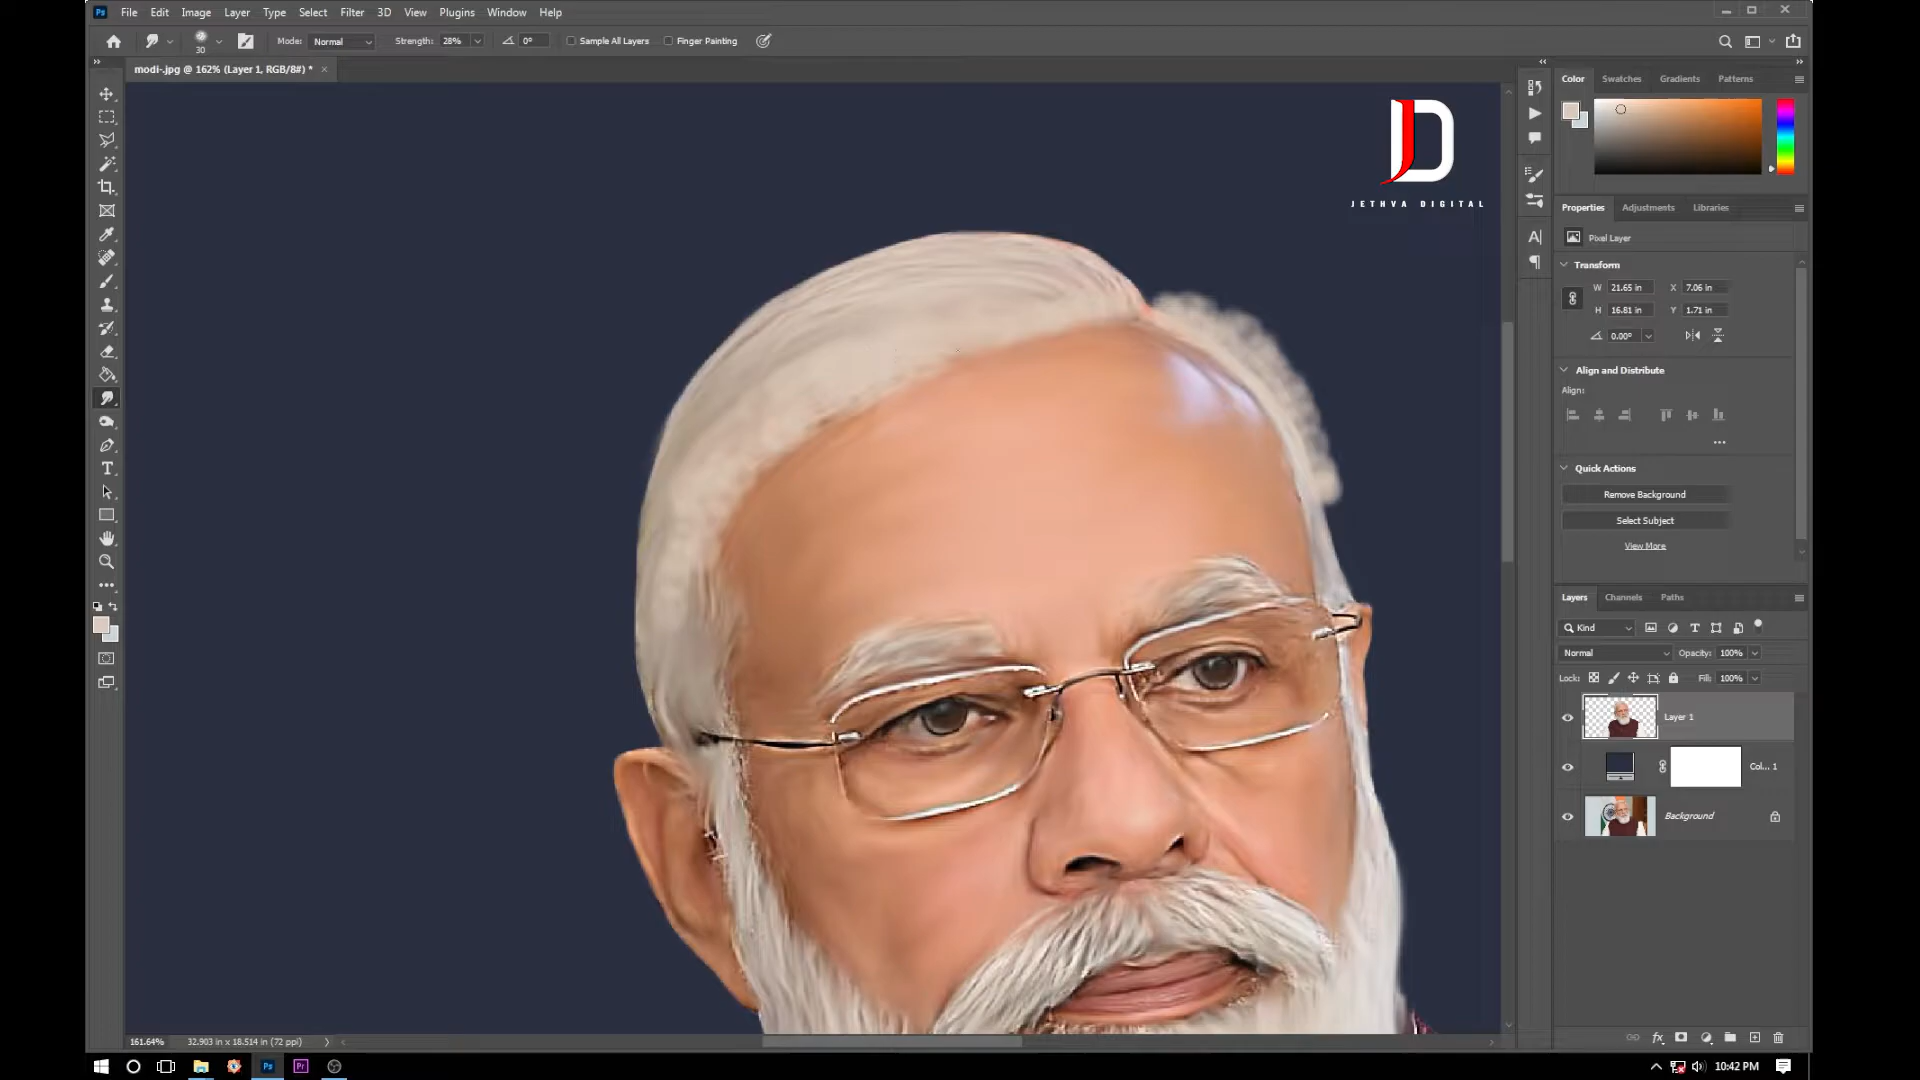 File Edit Image Layer Type Select Filter 3D View Plugins Window Help
30 Mode: Normal Strength: 28% 0° Sample All Layers Finger Painting
modi-.jpg @ 162% (Layer 1, RGB/8#) *
Color Swatches Gradients Patterns
JETHVA DIGITAL
Properties Adjustments Libraries
Pixel Layer
Transform
W 21.65 in X 7.06 in
H 16.81 in Y 1.71 in
0.00°
Align and Distribute
Align:
Quick Actions
Remove Background
Select Subject
View More
Layers Channels Paths
Kind
Normal Opacity: 100%
Lock: Fill: 100%
Layer 1
Col... 1
Background
161.64% 32.903 in x 18.514 in (72 ppi)
10:42 PM